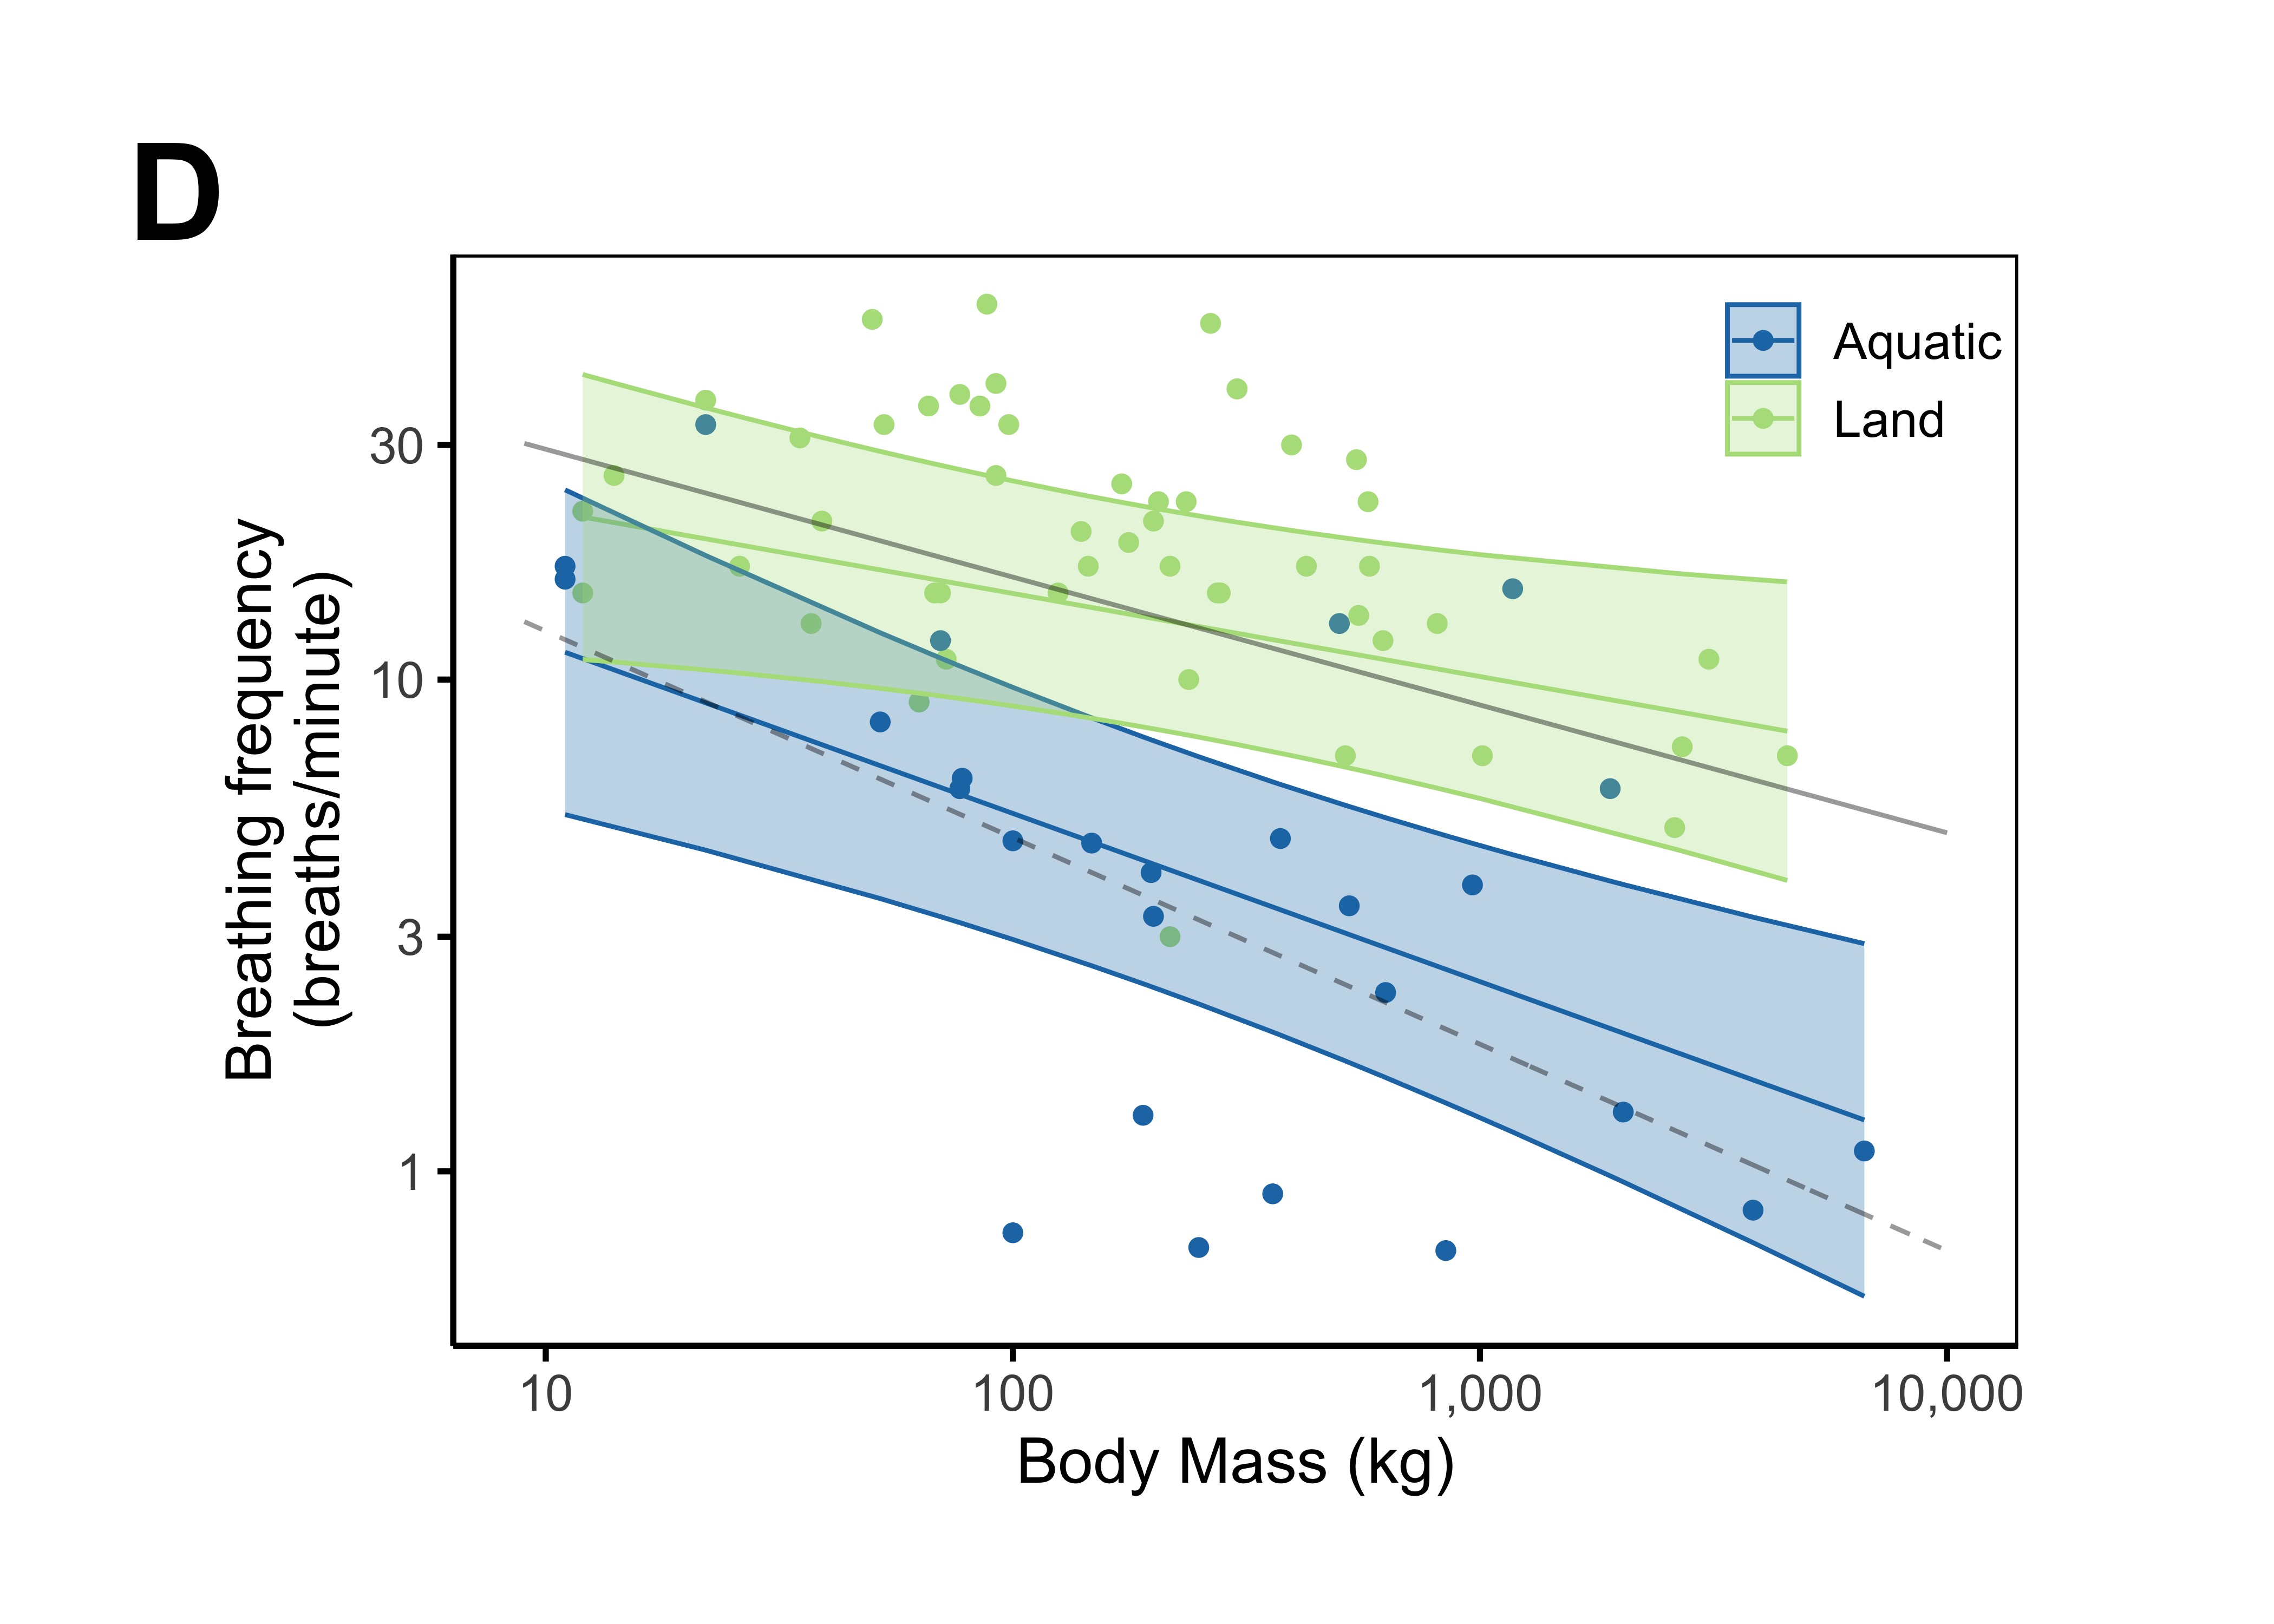 D
Aquatic
Land
30
10
3
1
Breathing frequency
(breaths/minute)
10
100
1,000
10,000
Body Mass (kg)